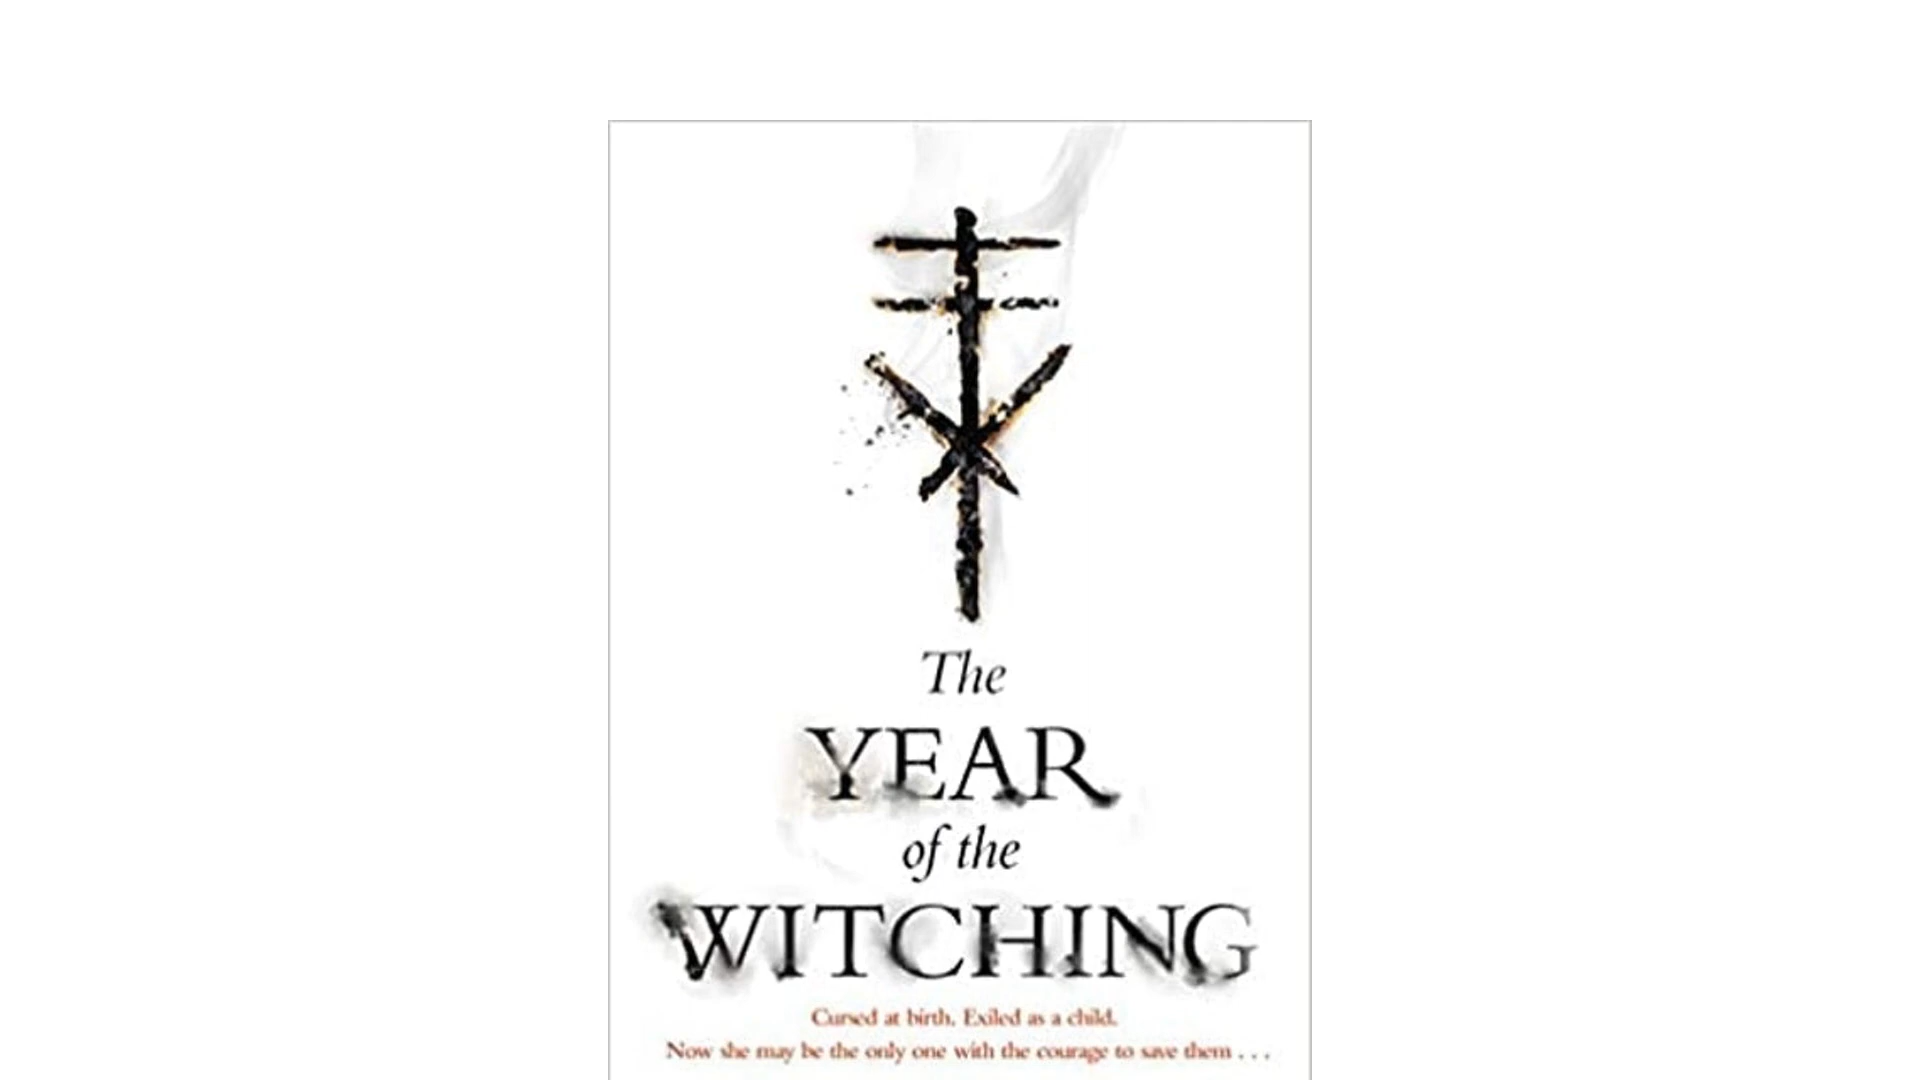 The
YEAR
of the
WITCHING
Cursed at birth. Exiled as a child.
Now she may be the only one with the courage to save them . . .